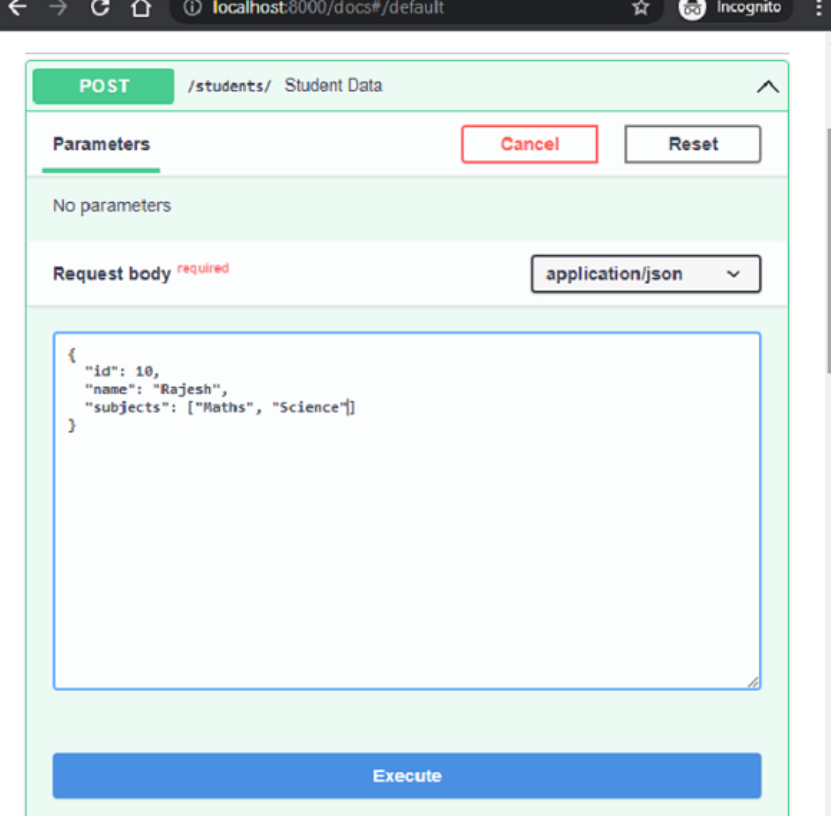 localhost:8000/docs#/default Incognito
POST /students/ Student Data
Parameters Cancel Reset
No parameters
Request body required application/json
{
"id": 10,
"name": "Rajesh",
"subjects": ["Maths", "Science"]
}
Execute